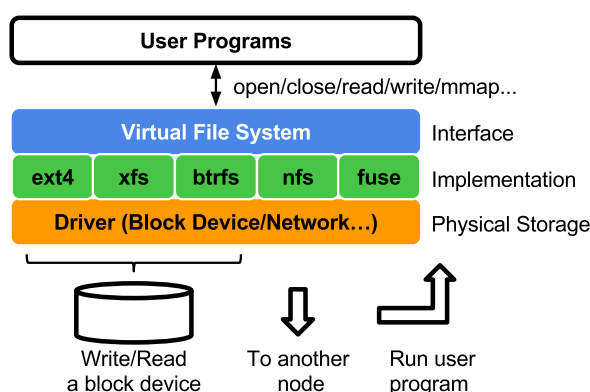 User Programs
open/close/read/write/mmap...
Virtual File System
Interface
ext4
xfs
btrfs
nfs
fuse
Implementation
Driver (Block Device/Network…)
Physical Storage
Write/Read
a block device
To another
node
Run user
program